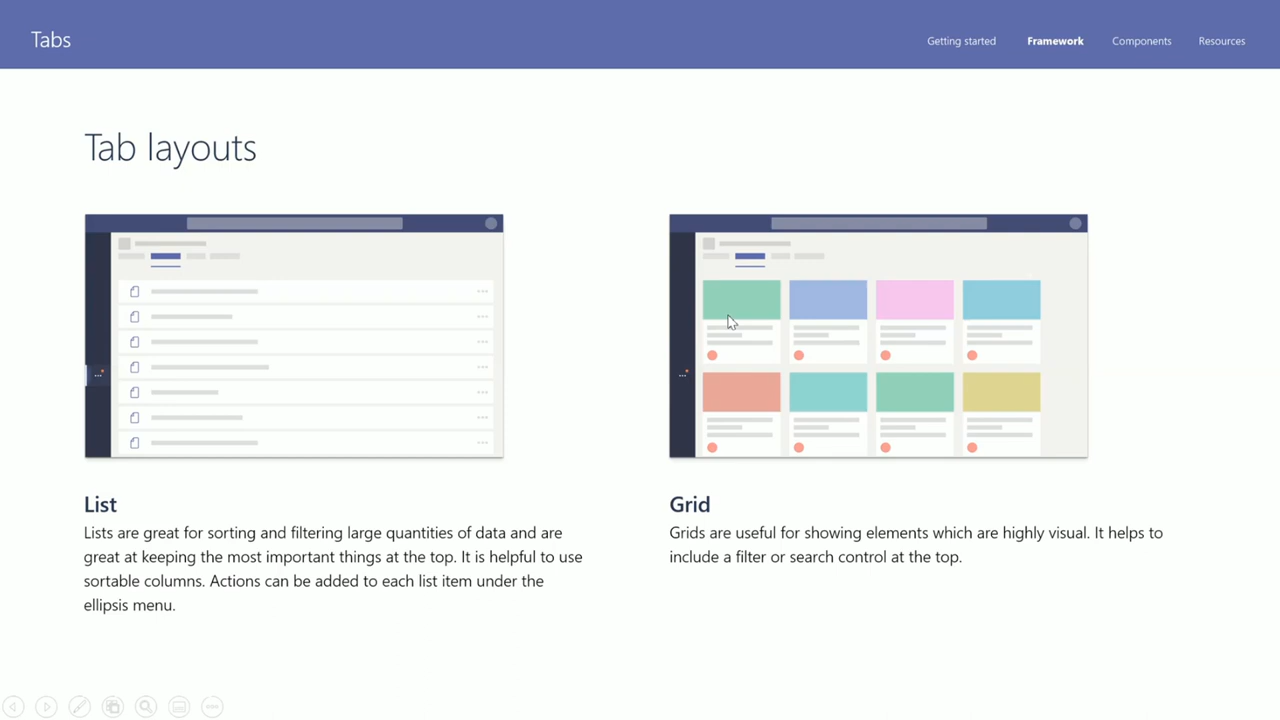 Tabs
Getting started
Framework
Components
Resources
Tab layouts
List
Lists are great for sorting and filtering large quantities of data and are
great at keeping the most important things at the top. It is helpful to use
sortable columns. Actions can be added to each list item under the
ellipsis menu.
Grid
Grids are useful for showing elements which are highly visual. It helps to
include a filter or search control at the top.